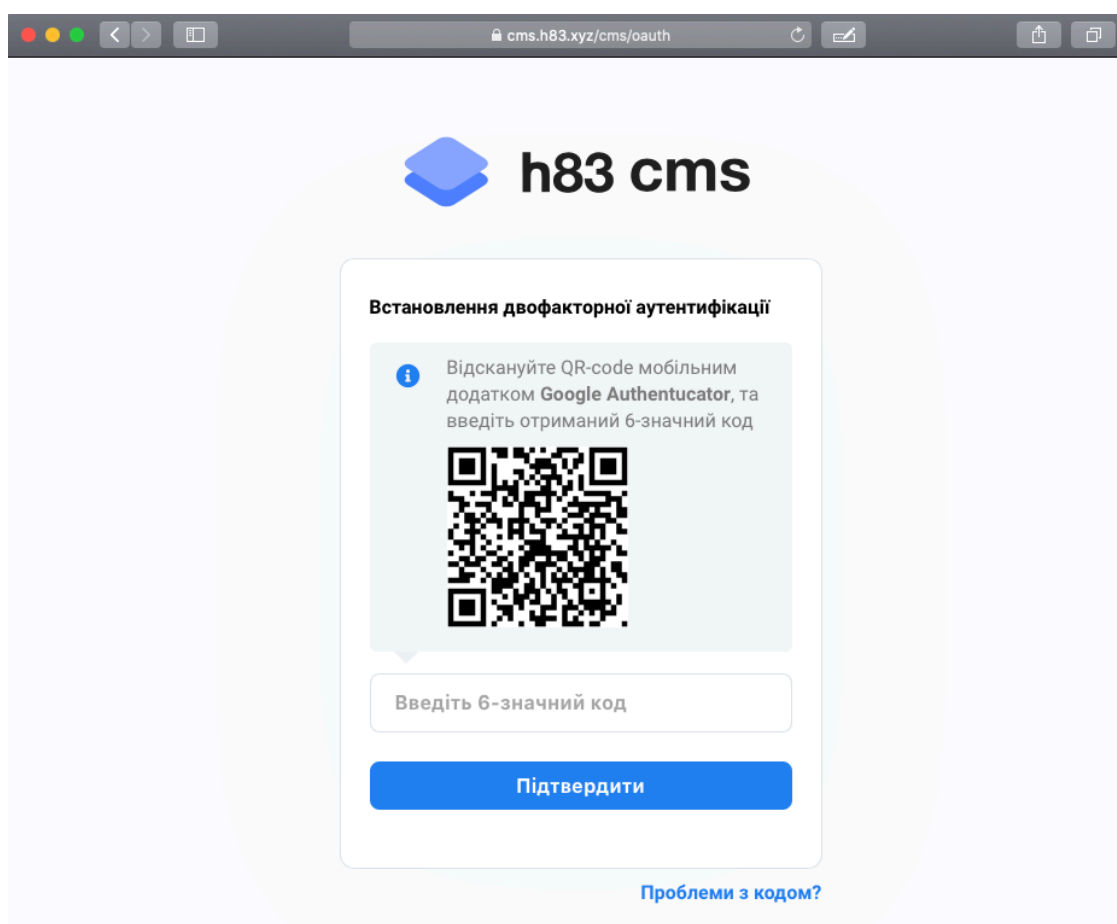 cms.h83.xyz/cms/oauth
h83 cms
Встановлення двофакторної аутентифікації
Відскануйте QR-code мобільним
додатком Google Authentucator, та
введіть отриманий 6-значний код
Введіть 6-значний код
Підтвердити
Проблеми з кодом?